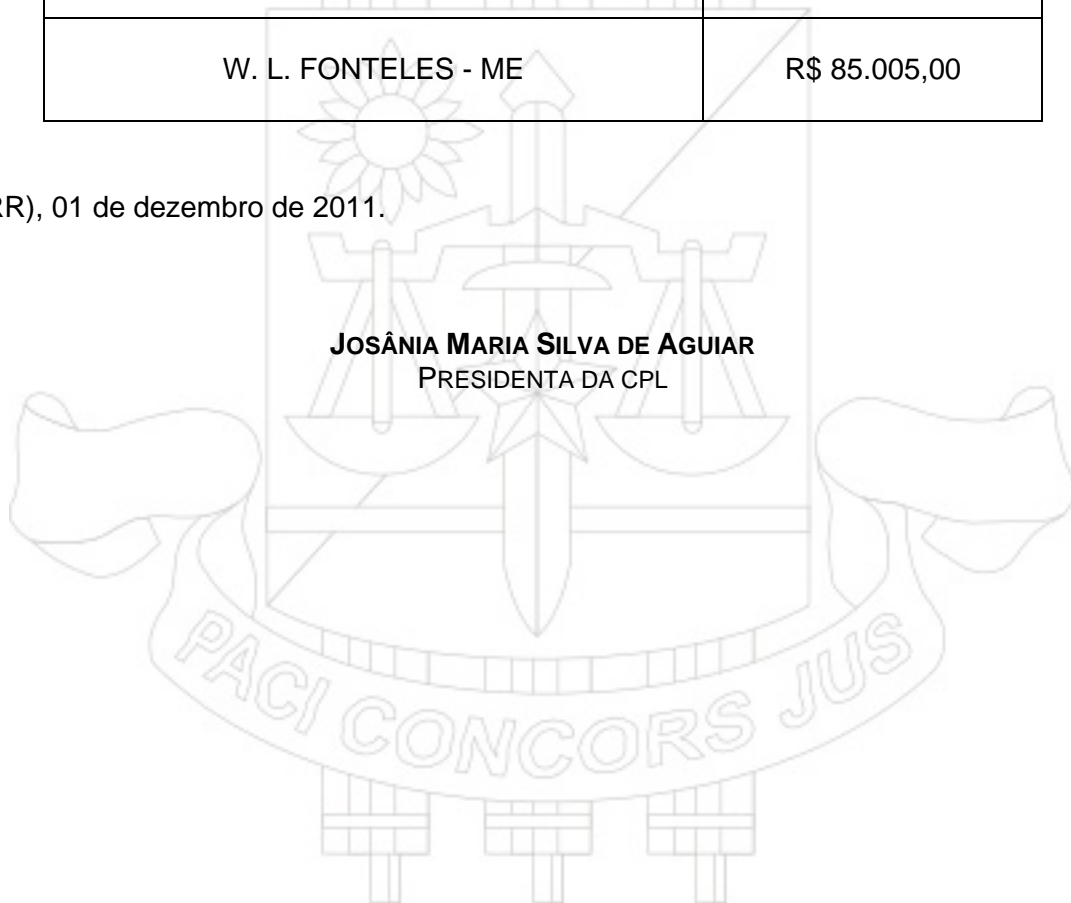 W. L. FONTELES - ME R$ 85.005,00
RR), 01 de dezembro de 2011.
JOSÂNIA MARIA SILVA DE AGUIAR
PRESIDENTA DA CPL
PACI CONCORS JUS